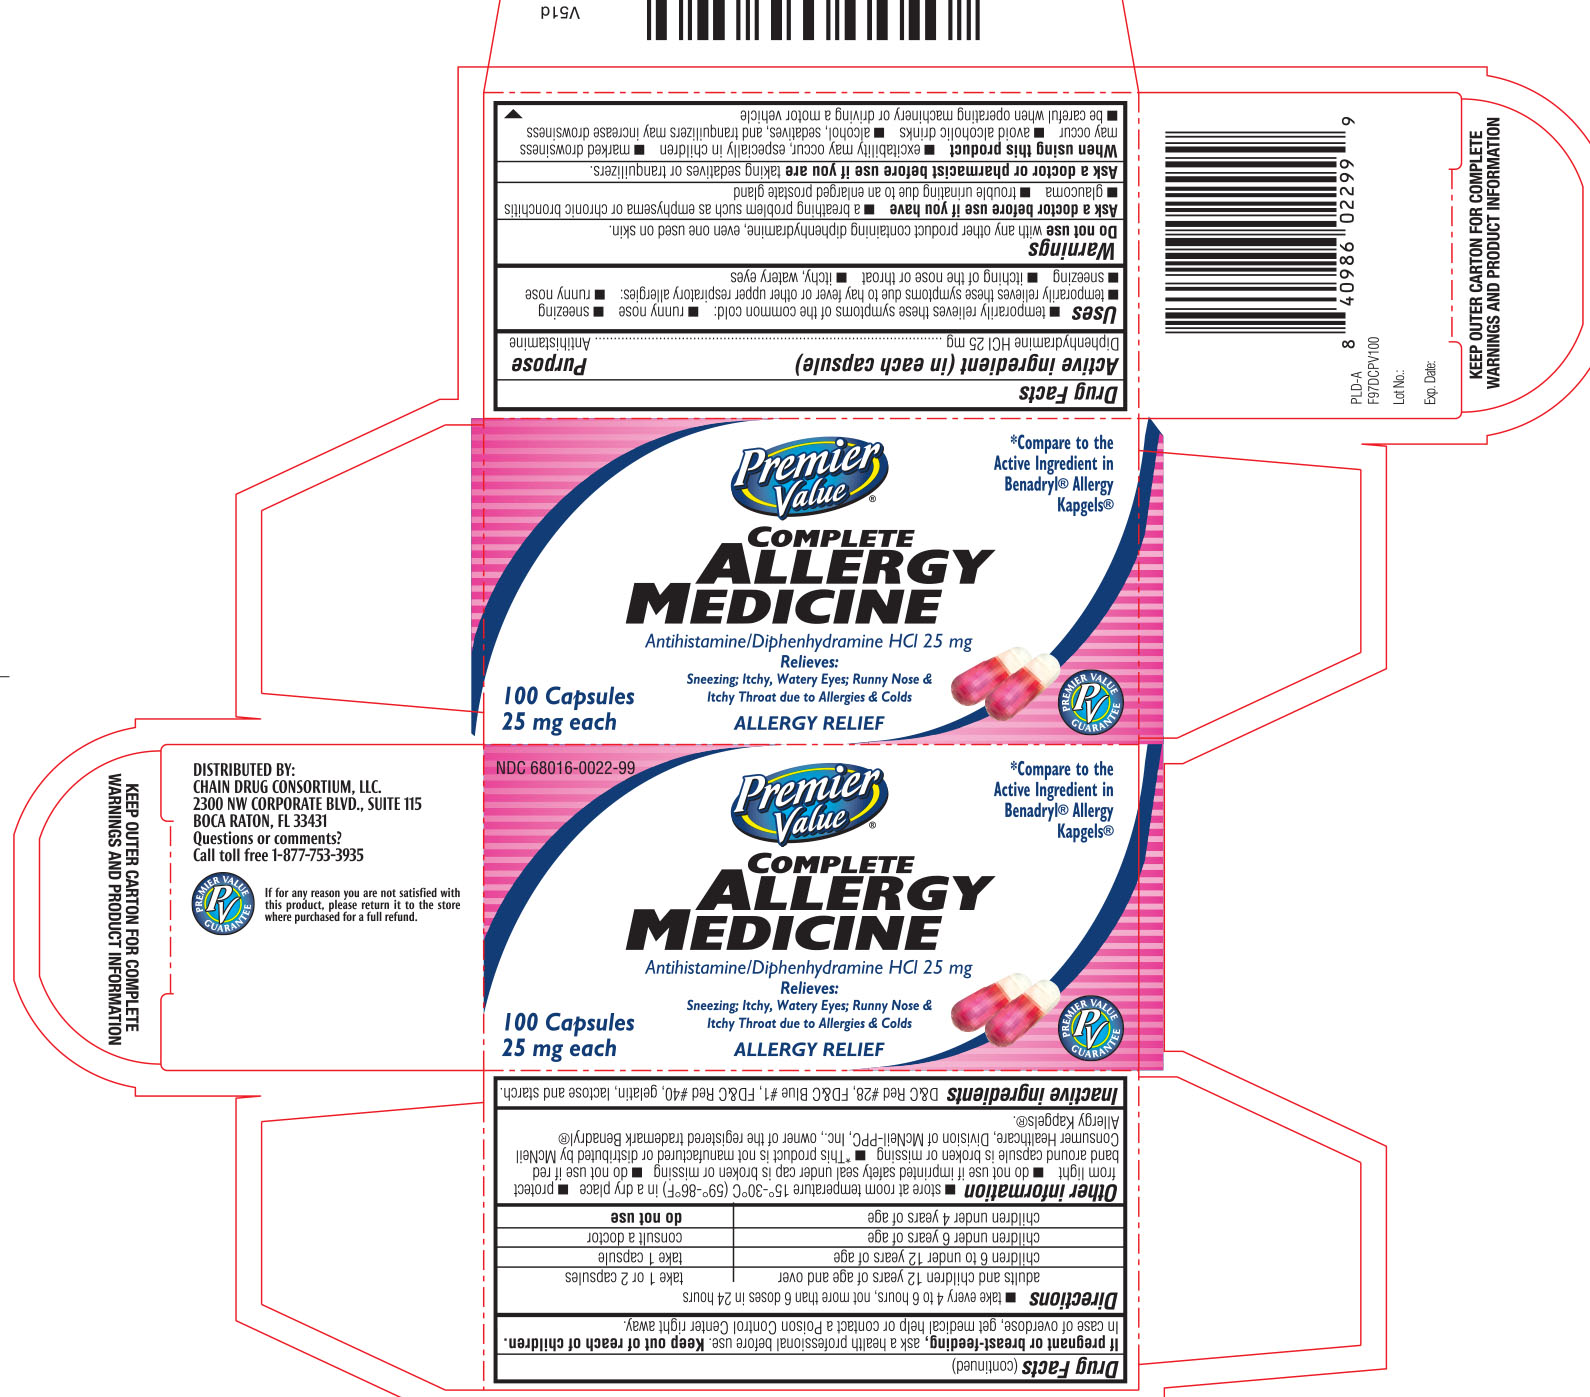 V51d
Drug Facts
Active ingredient (in each capsule) Purpose
Diphenhydramine HCl 25 mg ................ Antihistamine
Uses ■ temporarily relieves these symptoms of the common cold: ■ runny nose ■ sneezing
■ temporarily relieves these symptoms due to hay fever or other upper respiratory allergies: ■ runny nose
■ sneezing ■ itching of the nose or throat ■ itchy, watery eyes
Warnings
Do not use with any other product containing diphenhydramine, even one used on skin.
Ask a doctor before use if you have ■ a breathing problem such as emphysema or chronic bronchitis
■ glaucoma ■ trouble urinating due to an enlarged prostate gland
Ask a doctor or pharmacist before use if you are taking sedatives or tranquilizers.
When using this product ■ excitability may occur, especially in children ■ marked drowsiness
may occur ■ avoid alcoholic drinks ■ alcohol, sedatives, and tranquilizers may increase drowsiness
■ be careful when operating machinery or driving a motor vehicle
8 40986 02299 9
PLD-A
F97DCPV100
Lot No.:
Exp. Date:
KEEP OUTER CARTON FOR COMPLETE
WARNINGS AND PRODUCT INFORMATION
Premier
Value®
*Compare to the
Active Ingredient in
Benadryl® Allergy
Kapgels®
COMPLETE
ALLERGY
MEDICINE
Antihistamine/Diphenhydramine HCl 25 mg
Relieves:
Sneezing; Itchy, Watery Eyes; Runny Nose &
Itchy Throat due to Allergies & Colds
ALLERGY RELIEF
100 Capsules
25 mg each
PREMIER VALUE
PV
GUARANTEE
NDC 68016-0022-99
Premier
Value®
*Compare to the
Active Ingredient in
Benadryl® Allergy
Kapgels®
COMPLETE
ALLERGY
MEDICINE
Antihistamine/Diphenhydramine HCl 25 mg
Relieves:
Sneezing; Itchy, Watery Eyes; Runny Nose &
Itchy Throat due to Allergies & Colds
ALLERGY RELIEF
100 Capsules
25 mg each
PREMIER VALUE
PV
GUARANTEE
KEEP OUTER CARTON FOR COMPLETE
WARNINGS AND PRODUCT INFORMATION
DISTRIBUTED BY:
CHAIN DRUG CONSORTIUM, LLC.
2300 NW CORPORATE BLVD., SUITE 115
BOCA RATON, FL 33431
Questions or comments?
Call toll free 1-877-753-3935
PREMIER VALUE
PV
GUARANTEE
If for any reason you are not satisfied with
this product, please return it to the store
where purchased for a full refund.
Drug Facts (continued)
If pregnant or breast-feeding, ask a health professional before use. Keep out of reach of children.
In case of overdose, get medical help or contact a Poison Control Center right away.
Directions ■ take every 4 to 6 hours, not more than 6 doses in 24 hours
adults and children 12 years of age and over take 1 or 2 capsules
children 6 to under 12 years of age take 1 capsule
children under 6 years of age consult a doctor
children under 4 years of age do not use
Other information ■ store at room temperature 15°-30°C (59°-86°F) in a dry place ■ protect
from light ■ do not use if imprinted safety seal under cap is broken or missing ■ do not use if red
band around capsule is broken or missing ■ *This product is not manufactured or distributed by McNeil
Consumer Healthcare, Division of McNeil-PPC, Inc., owner of the registered trademark Benadryl®
Allergy Kapgels®.
Inactive ingredients D&C Red #28, FD&C Blue #1, FD&C Red #40, gelatin, lactose and starch.